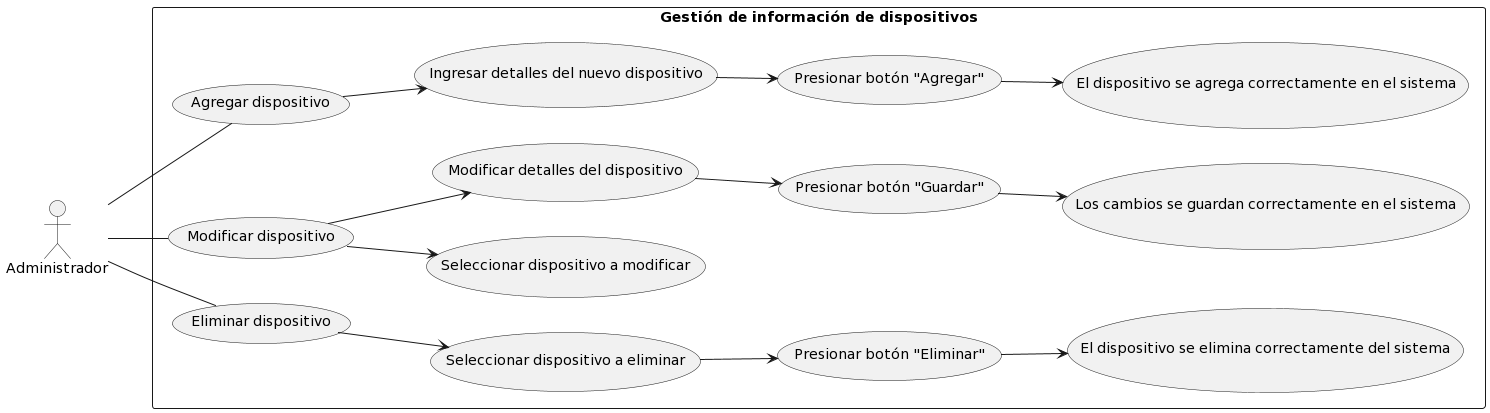 Gestión de información de dispositivos
Administrador
Agregar dispositivo
Ingresar detalles del nuevo dispositivo
Presionar botón "Agregar"
El dispositivo se agrega correctamente en el sistema
Modificar dispositivo
Modificar detalles del dispositivo
Presionar botón "Guardar"
Los cambios se guardan correctamente en el sistema
Seleccionar dispositivo a modificar
Eliminar dispositivo
Seleccionar dispositivo a eliminar
Presionar botón "Eliminar"
El dispositivo se elimina correctamente del sistema